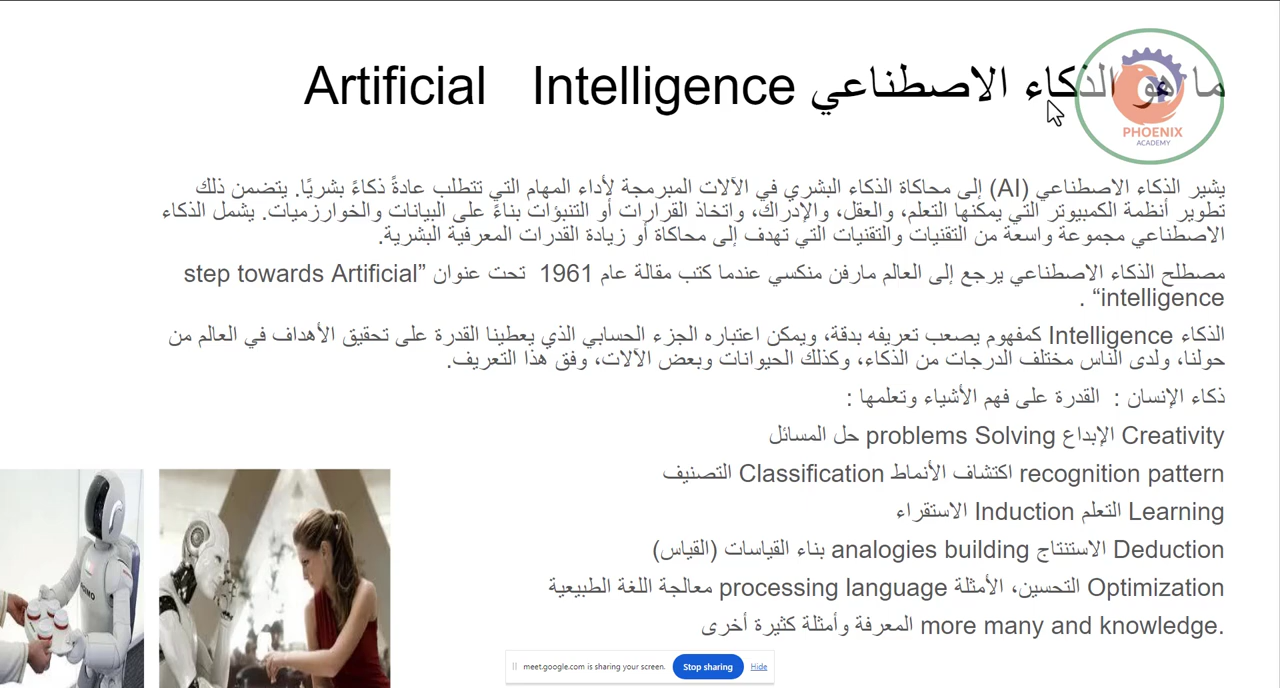 ما هو الذكاء الاصطناعي Artificial Intelligence
PHOENIX
ACADEMY
يشير الذكاء الاصطناعي (AI) إلى محاكاة الذكاء البشري في الآلات المبرمجة لأداء المهام التي تتطلب عادةً ذكاءً بشريًا. يتضمن ذلك
تطوير أنظمة الكمبيوتر التي يمكنها التعلم، والعقل، والإدراك، واتخاذ القرارات أو التنبؤات بناءً على البيانات والخوارزميات. يشمل الذكاء
الاصطناعي مجموعة واسعة من التقنيات والتقنيات التي تهدف إلى محاكاة أو زيادة القدرات المعرفية البشرية.
مصطلح الذكاء الاصطناعي يرجع إلى العالم مارفن منكسي عندما كتب مقالة عام 1961 تحت عنوان ”step towards Artificial
intelligence“ .
الذكاء Intelligence كمفهوم يصعب تعريفه بدقة، ويمكن اعتباره الجزء الحسابي الذي يعطينا القدرة على تحقيق الأهداف في العالم من
حولنا، ولدى الناس مختلف الدرجات من الذكاء، وكذلك الحيوانات وبعض الآلات، وفق هذا التعريف.
ذكاء الإنسان : القدرة على فهم الأشياء وتعلمها :
Creativity الإبداع problems Solving حل المسائل
recognition pattern اكتشاف الأنماط Classification التصنيف
Learning التعلم Induction الاستقراء
Deduction الاستنتاج analogies building بناء القياسات (القياس)
Optimization التحسين، الأمثلة processing language معالجة اللغة الطبيعية
more many and knowledge. المعرفة وأمثلة كثيرة أخرى
meet.google.com is sharing your screen. Stop sharing Hide